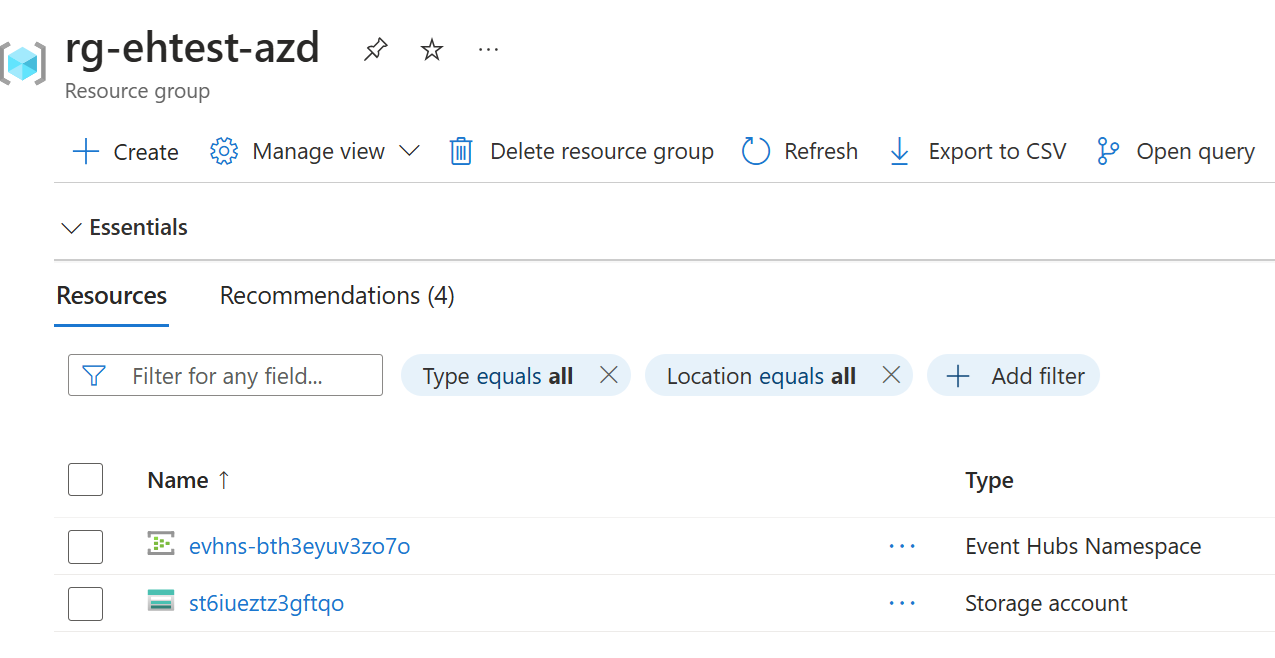 rg-ehtest-azd
Resource group
Create Manage view Delete resource group Refresh Export to CSV Open query
Essentials
Resources Recommendations (4)
Filter for any field... Type equals all Location equals all Add filter
Name ↑ Type
evhns-bth3eyuv3zo7o ... Event Hubs Namespace
st6iueztz3gftqo ... Storage account